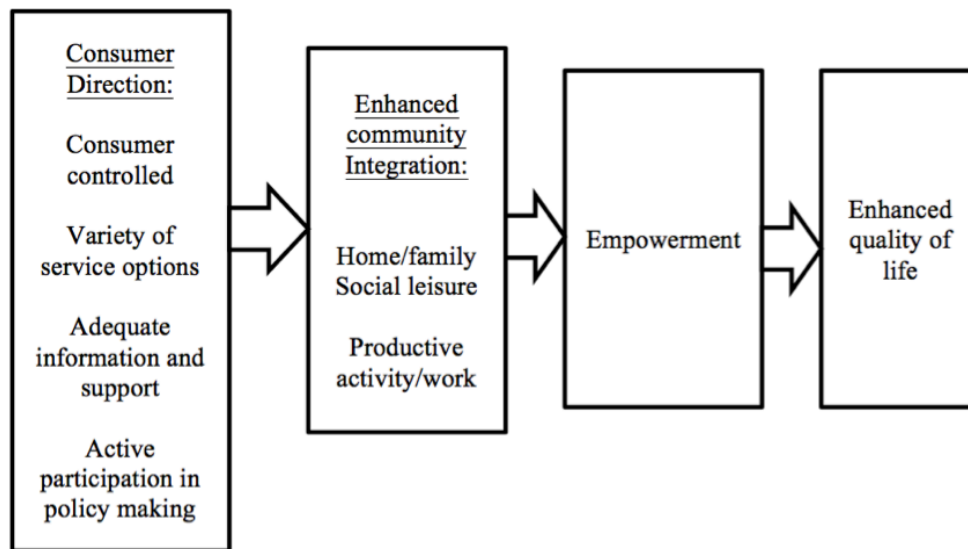 Consumer
Direction:
Consumer
controlled
Variety of
service options
Adequate
information and
support
Active
participation in
policy making
Enhanced
community
Integration:
Home/family
Social leisure
Productive
activity/work
Empowerment
Enhanced
quality of
life